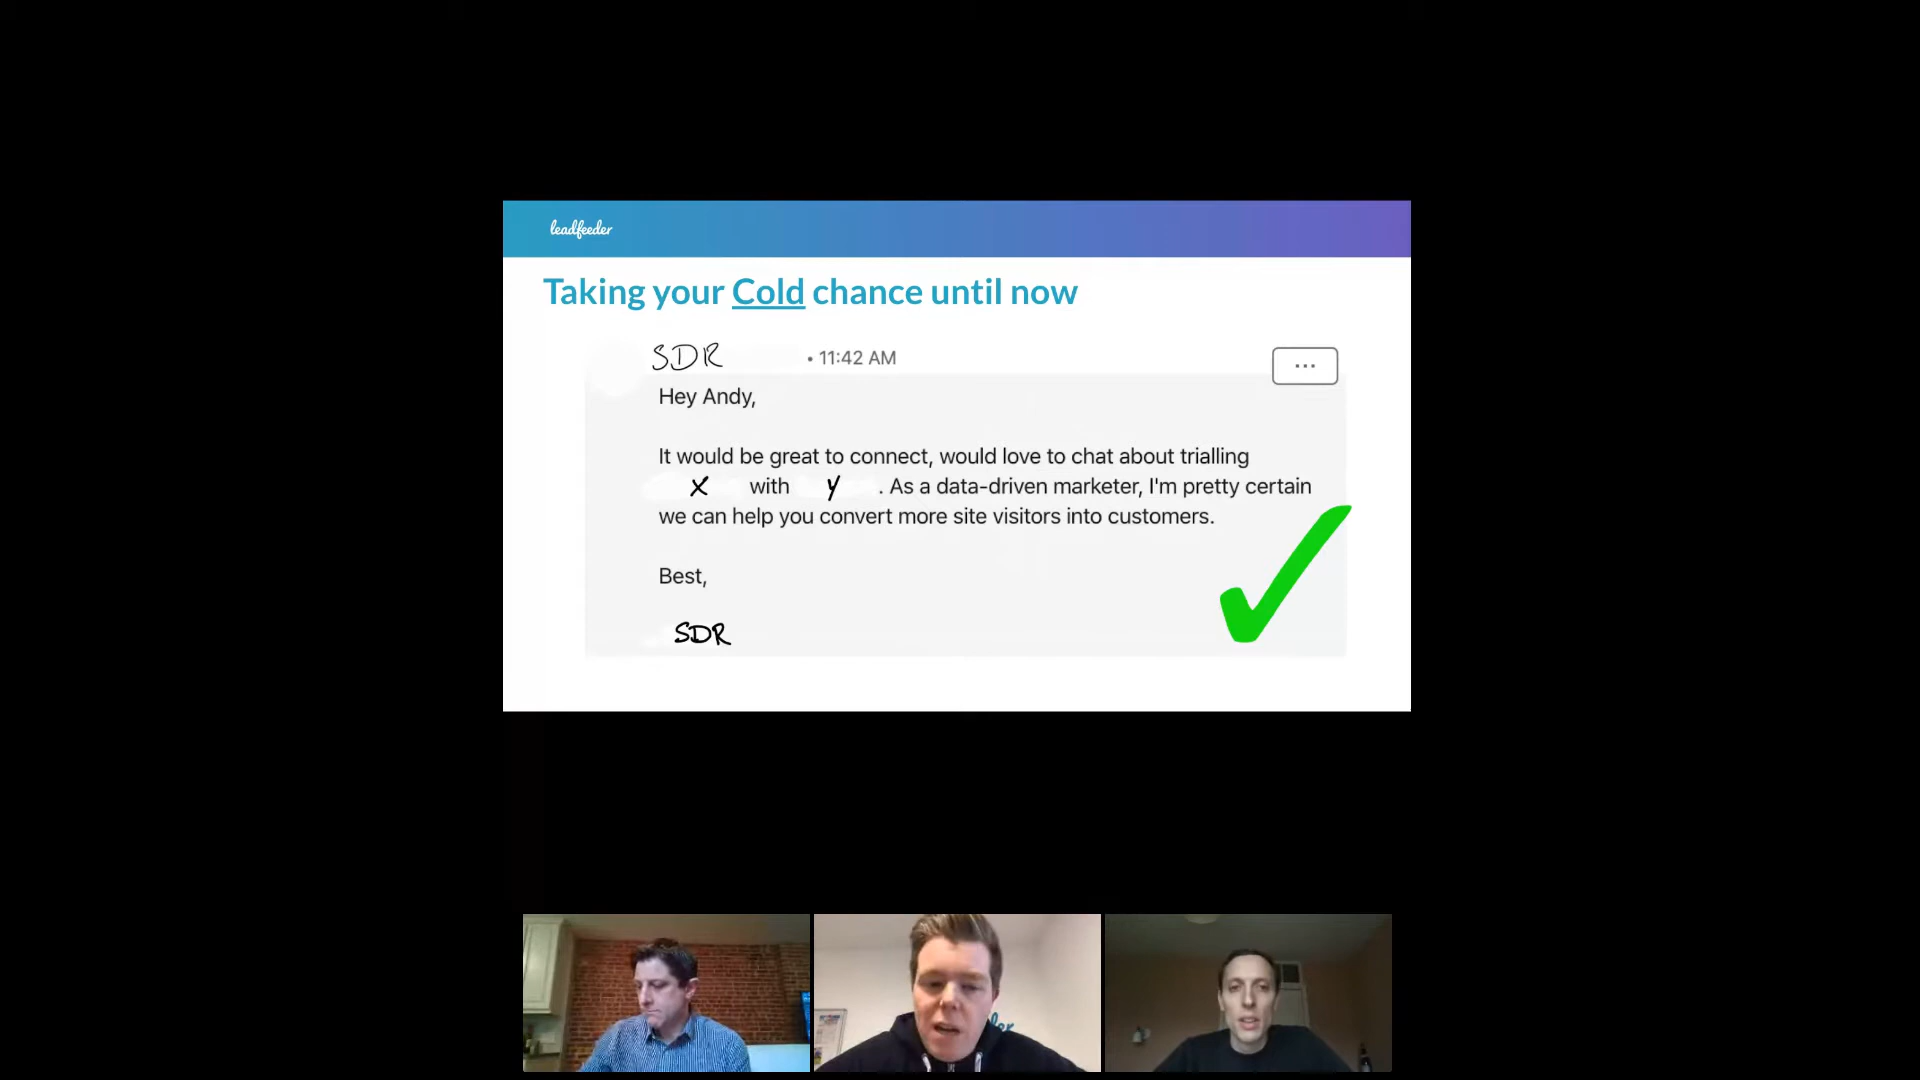 leadfeeder
Taking your Cold chance until now
SDR • 11:42 AM
...
Hey Andy,
It would be great to connect, would love to chat about trialling
X with y . As a data-driven marketer, I'm pretty certain
we can help you convert more site visitors into customers.
Best,
SDR